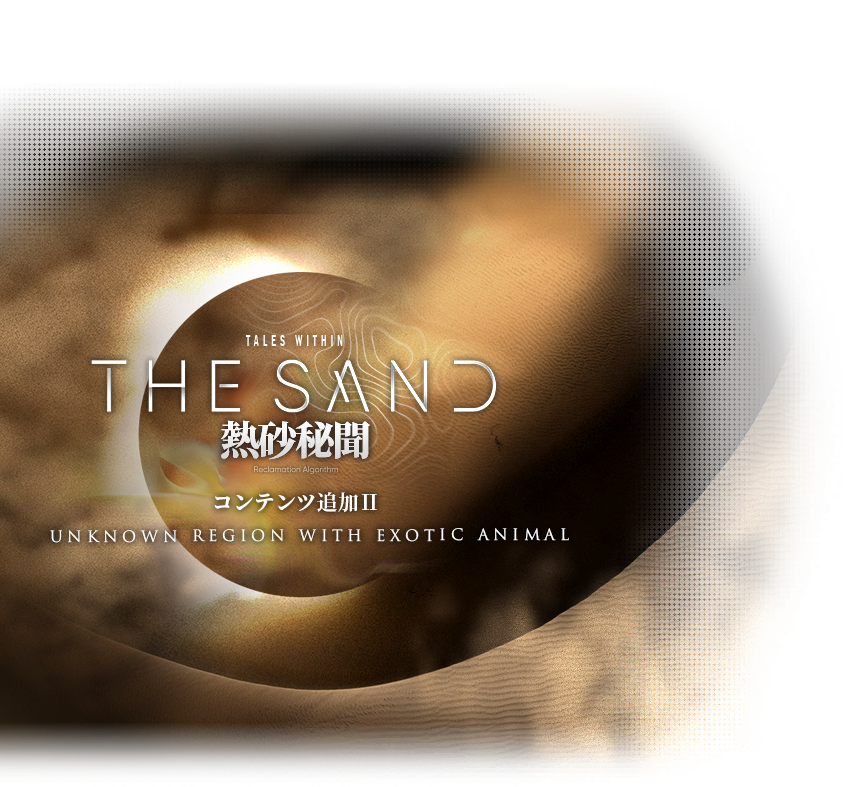 TALES WITHIN
THE SAND
熱砂秘聞
Reclamation Algorithm
コンテンツ追加II
UNKNOWN REGION WITH EXOTIC ANIMAL